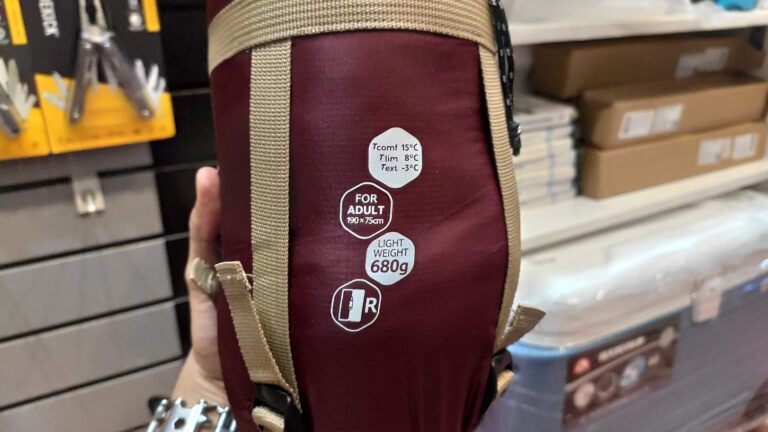 Tcomf 15°C
Tlim 8°C
Text -3°C
FOR
ADULT
190×75cm
LIGHT
WEIGHT
680g
R